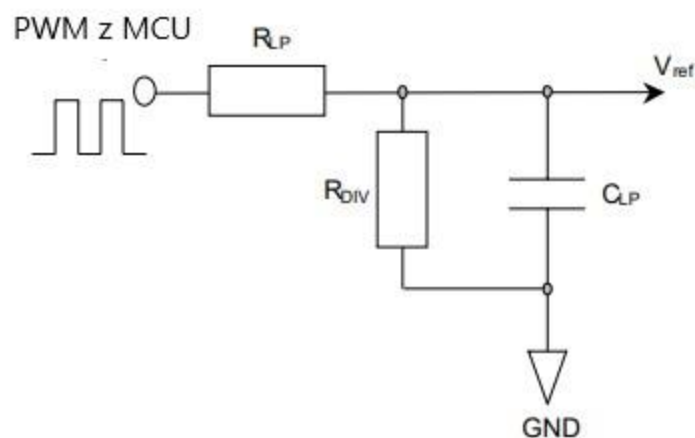 PWM z MCU
RLP
Vref
RDIV
CLP
GND